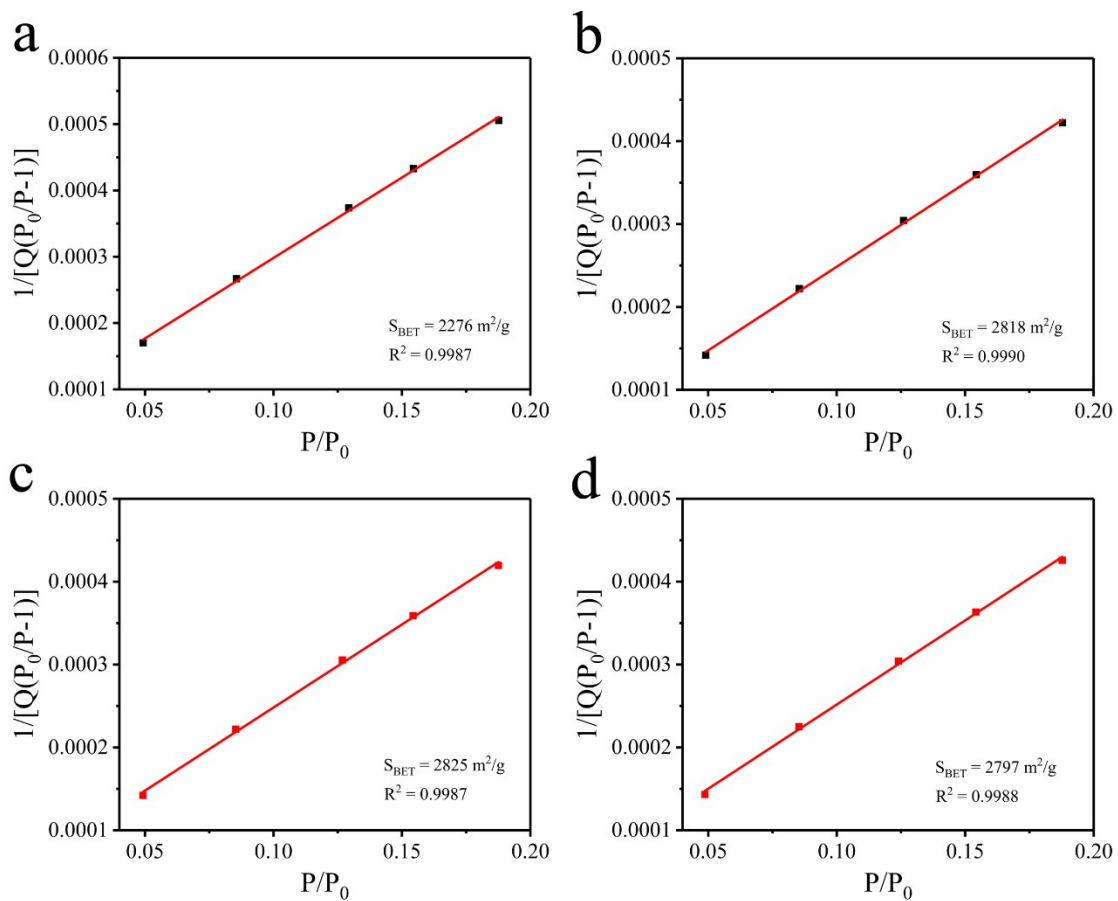 a
0.0006
0.0005
0.0004
0.0003
0.0002
0.0001
1/[Q(P₀/P-1)]
S_BET = 2276 m²/g
R² = 0.9987
0.05 0.10 0.15 0.20
P/P₀
b
0.0005
0.0004
0.0003
0.0002
0.0001
1/[Q(P₀/P-1)]
S_BET = 2818 m²/g
R² = 0.9990
0.05 0.10 0.15 0.20
P/P₀
c
0.0005
0.0004
0.0003
0.0002
0.0001
1/[Q(P₀/P-1)]
S_BET = 2825 m²/g
R² = 0.9987
0.05 0.10 0.15 0.20
P/P₀
d
0.0005
0.0004
0.0003
0.0002
0.0001
1/[Q(P₀/P-1)]
S_BET = 2797 m²/g
R² = 0.9988
0.05 0.10 0.15 0.20
P/P₀